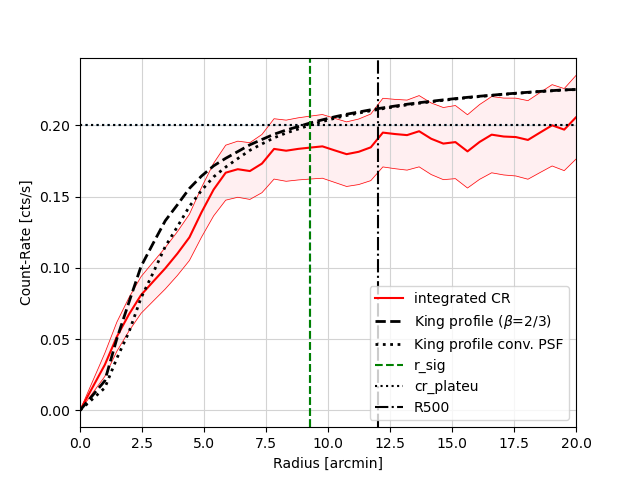 0.20
0.15
0.10
0.05
0.00
Count-Rate [cts/s]
integrated CR
King profile (β=2/3)
King profile conv. PSF
r_sig
cr_plateu
R500
0.0 2.5 5.0 7.5 10.0 12.5 15.0 17.5 20.0
Radius [arcmin]